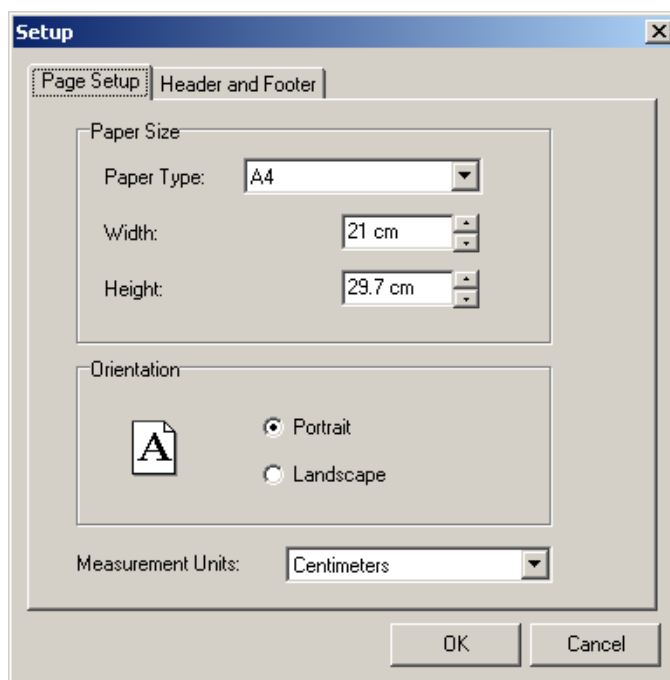 Setup
Page Setup Header and Footer
Paper Size
Paper Type: A4
Width: 21 cm
Height: 29.7 cm
Orientation
A
Portrait
Landscape
Measurement Units: Centimeters
OK Cancel